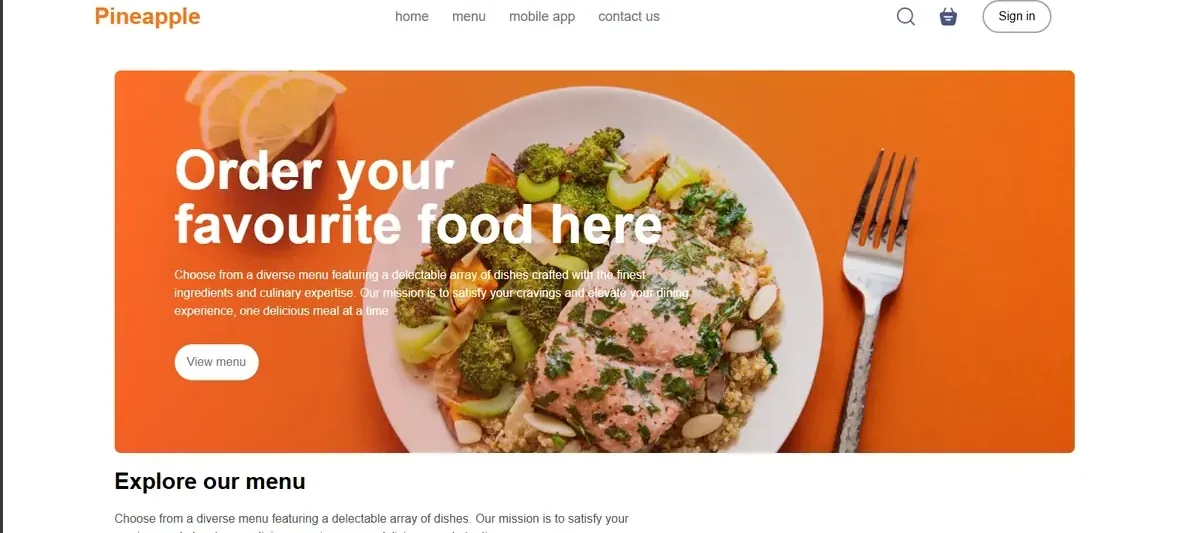 Pineapple
home menu mobile app contact us
Sign in
Order your
favourite food here
Choose from a diverse menu featuring a delectable array of dishes crafted with the finest
ingredients and culinary expertise. Our mission is to satisfy your cravings and elevate your dining
experience, one delicious meal at a time
View menu
Explore our menu
Choose from a diverse menu featuring a delectable array of dishes. Our mission is to satisfy your